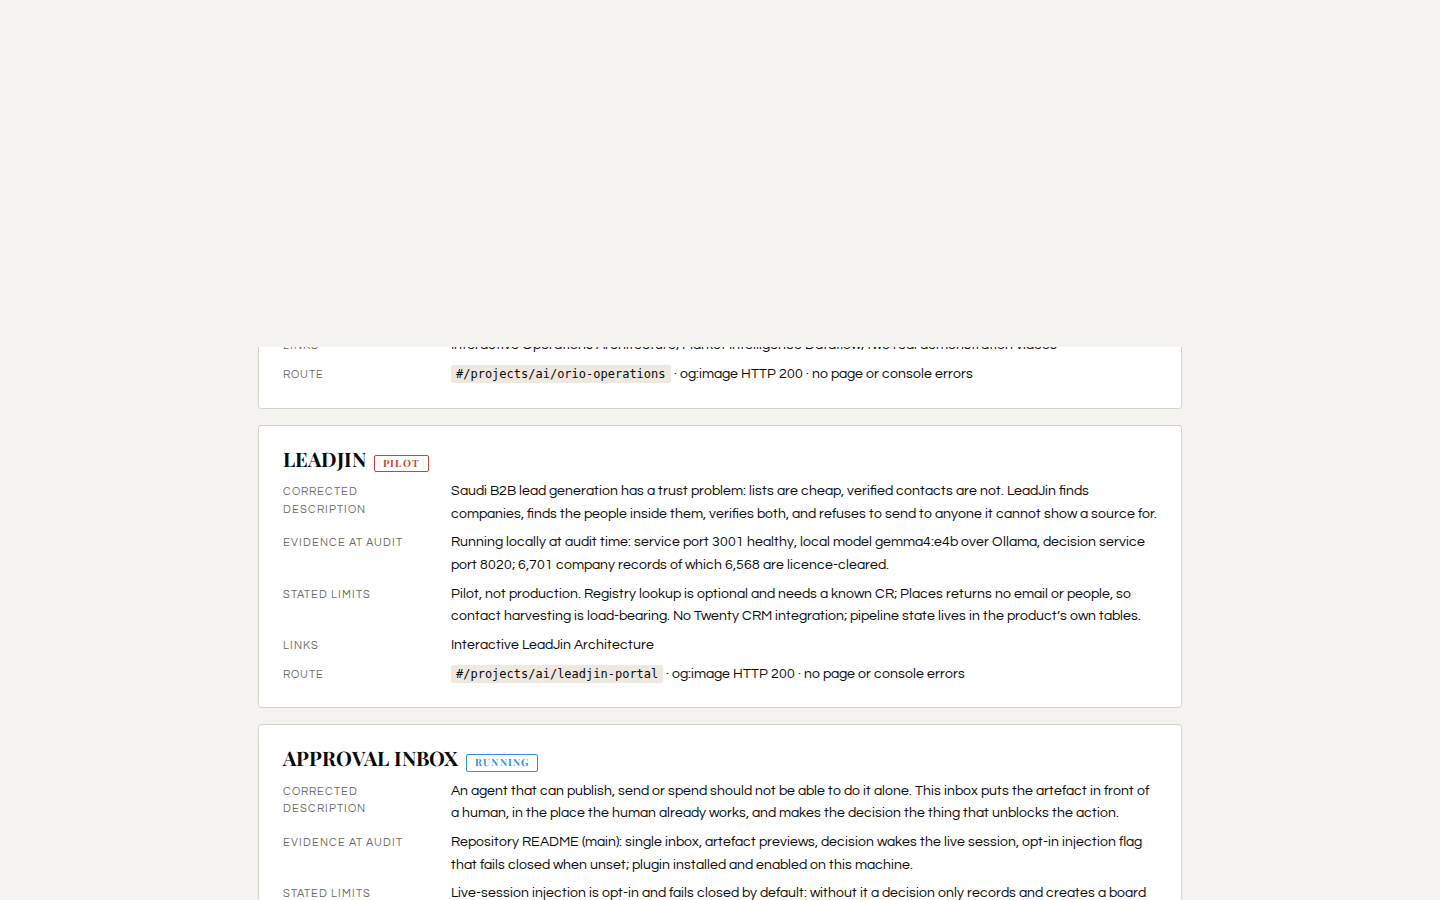 LINKS
Interactive Operations Architecture, Market Intelligence Dataflow, two real demonstration videos
ROUTE
#/projects/ai/orio-operations · og:image HTTP 200 · no page or console errors
LEADJIN PILOT
CORRECTED DESCRIPTION
Saudi B2B lead generation has a trust problem: lists are cheap, verified contacts are not. LeadJin finds
companies, finds the people inside them, verifies both, and refuses to send to anyone it cannot show a source for.
EVIDENCE AT AUDIT
Running locally at audit time: service port 3001 healthy, local model gemma4:e4b over Ollama, decision service
port 8020; 6,701 company records of which 6,568 are licence-cleared.
STATED LIMITS
Pilot, not production. Registry lookup is optional and needs a known CR; Places returns no email or people, so
contact harvesting is load-bearing. No Twenty CRM integration; pipeline state lives in the product’s own tables.
LINKS
Interactive LeadJin Architecture
ROUTE
#/projects/ai/leadjin-portal · og:image HTTP 200 · no page or console errors
APPROVAL INBOX RUNNING
CORRECTED DESCRIPTION
An agent that can publish, send or spend should not be able to do it alone. This inbox puts the artefact in front of
a human, in the place the human already works, and makes the decision the thing that unblocks the action.
EVIDENCE AT AUDIT
Repository README (main): single inbox, artefact previews, decision wakes the live session, opt-in injection flag
that fails closed when unset; plugin installed and enabled on this machine.
STATED LIMITS
Live-session injection is opt-in and fails closed by default: without it a decision only records and creates a board